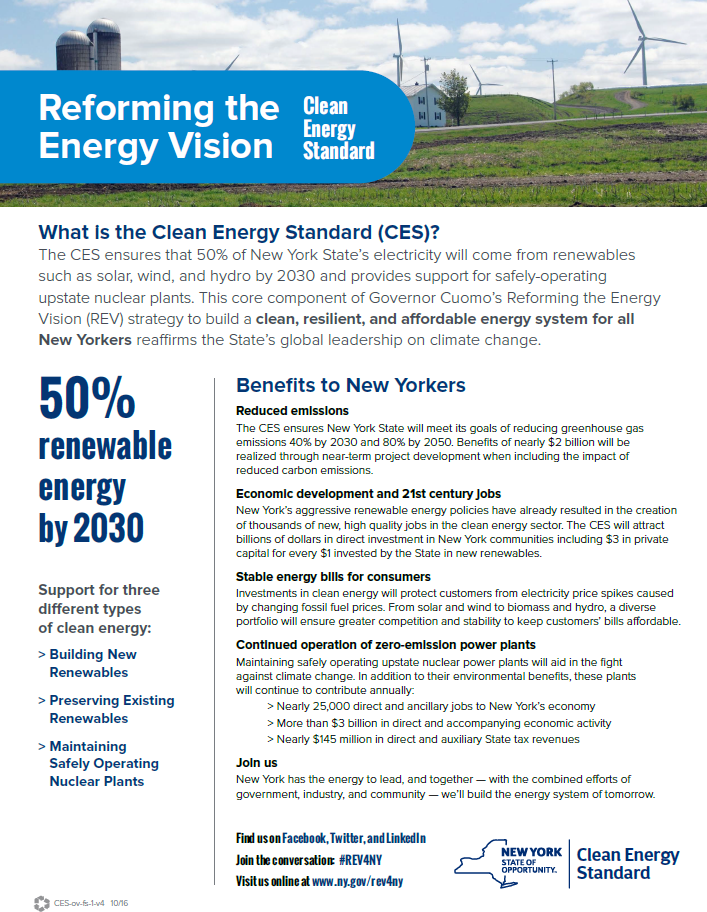 Reforming the
Energy Vision
Clean
Energy
Standard
What is the Clean Energy Standard (CES)?
The CES ensures that 50% of New York State's electricity will come from renewables
such as solar, wind, and hydro by 2030 and provides support for safely-operating
upstate nuclear plants. This core component of Governor Cuomo's Reforming the Energy
Vision (REV) strategy to build a clean, resilient, and affordable energy system for all
New Yorkers reaffirms the State's global leadership on climate change.
50%
renewable
energy
by 2030
Support for three
different types
of clean energy:
> Building New
Renewables
> Preserving Existing
Renewables
> Maintaining
Safely Operating
Nuclear Plants
Benefits to New Yorkers
Reduced emissions
The CES ensures New York State will meet its goals of reducing greenhouse gas
emissions 40% by 2030 and 80% by 2050. Benefits of nearly $2 billion will be
realized through near-term project development when including the impact of
reduced carbon emissions.
Economic development and 21st century jobs
New York's aggressive renewable energy policies have already resulted in the creation
of thousands of new, high quality jobs in the clean energy sector. The CES will attract
billions of dollars in direct investment in New York communities including $3 in private
capital for every $1 invested by the State in new renewables.
Stable energy bills for consumers
Investments in clean energy will protect customers from electricity price spikes caused
by changing fossil fuel prices. From solar and wind to biomass and hydro, a diverse
portfolio will ensure greater competition and stability to keep customers' bills affordable.
Continued operation of zero-emission power plants
Maintaining safely operating upstate nuclear power plants will aid in the fight
against climate change. In addition to their environmental benefits, these plants
will continue to contribute annually:
> Nearly 25,000 direct and ancillary jobs to New York's economy
> More than $3 billion in direct and accompanying economic activity
> Nearly $145 million in direct and auxiliary State tax revenues
Join us
New York has the energy to lead, and together — with the combined efforts of
government, industry, and community — we'll build the energy system of tomorrow.
Find us on Facebook, Twitter, and LinkedIn
Join the conversation: #REV4NY
Visit us online at www.ny.gov/rev4ny
NEW YORK
STATE OF
OPPORTUNITY.
Clean Energy
Standard
CES-ov-fs-1-v4 10/16